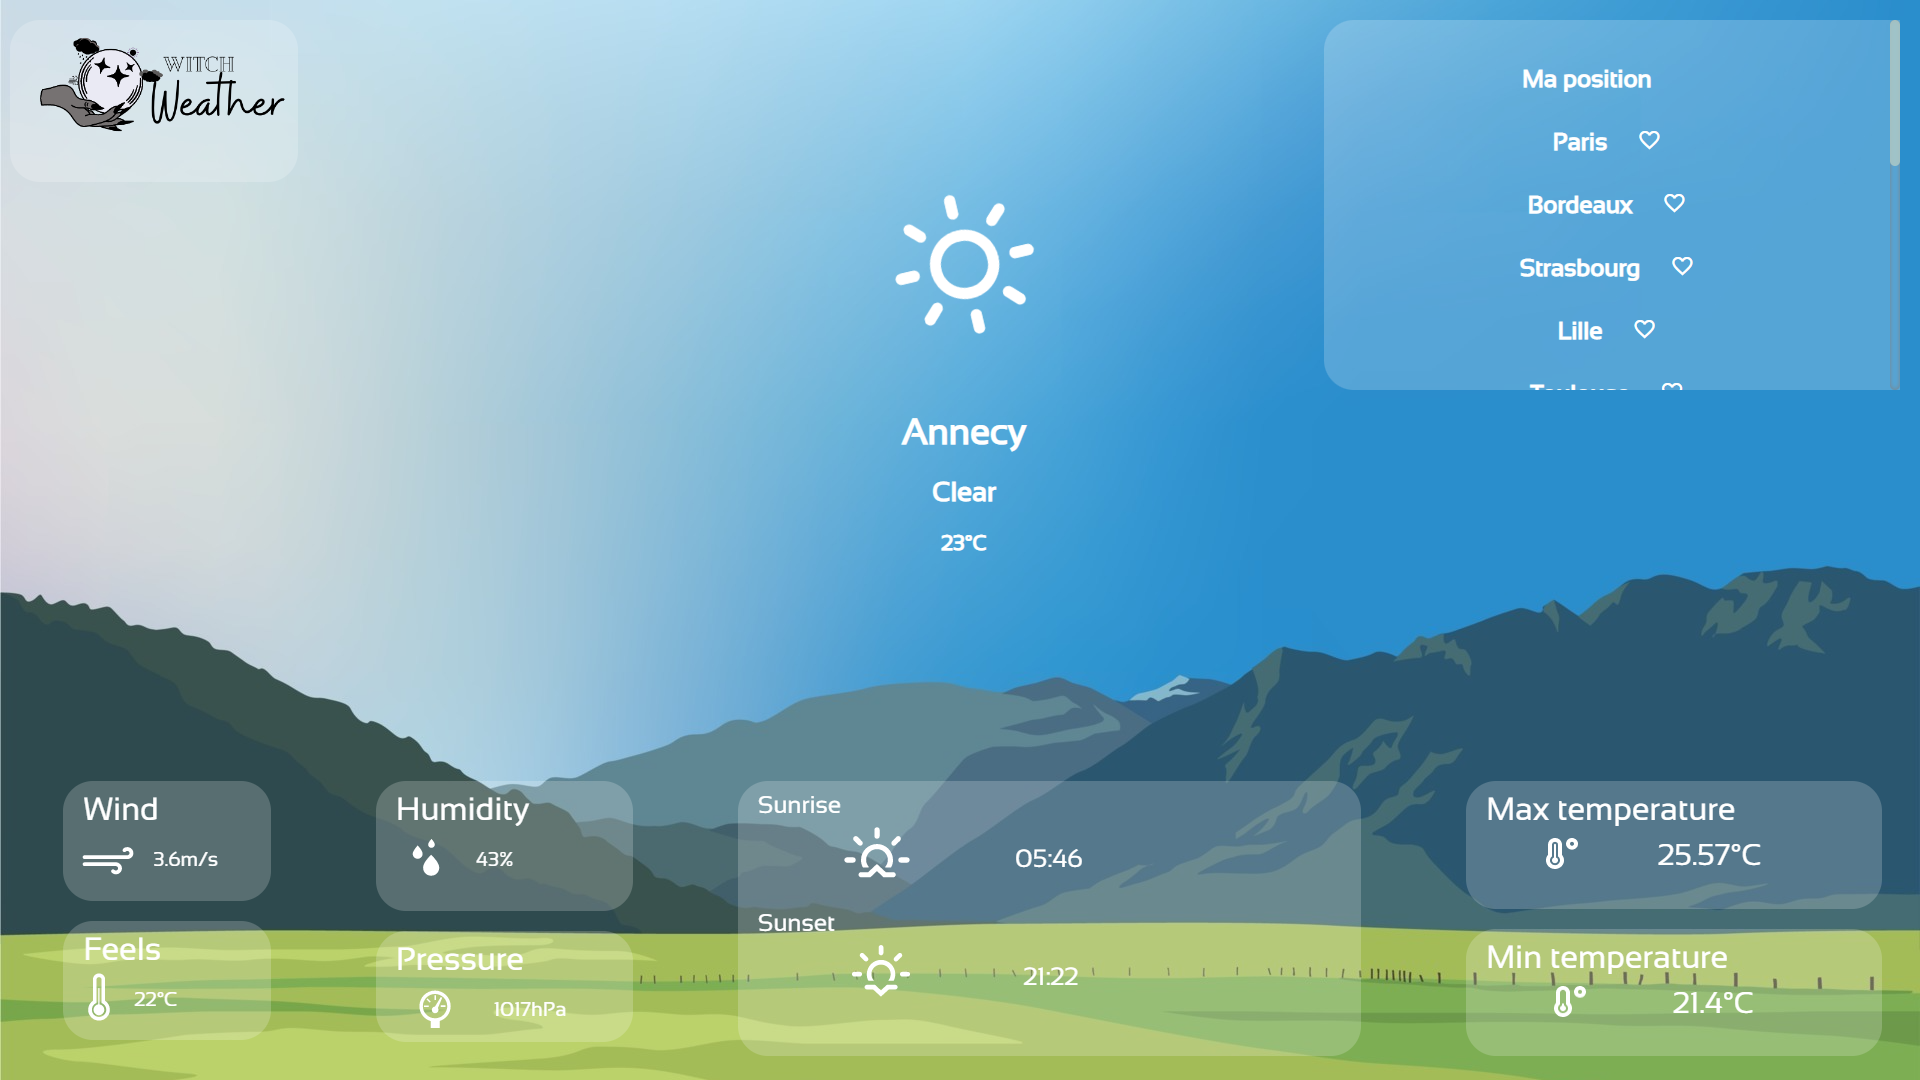 WITCH
Weather
Ma position
Paris
Bordeaux
Strasbourg
Lille
Annecy
Clear
23°C
Wind
3.6m/s
Humidity
43%
Sunrise
05:46
Max temperature
25.57°C
Feels
22°C
Pressure
1017hPa
Sunset
21:22
Min temperature
21.4°C